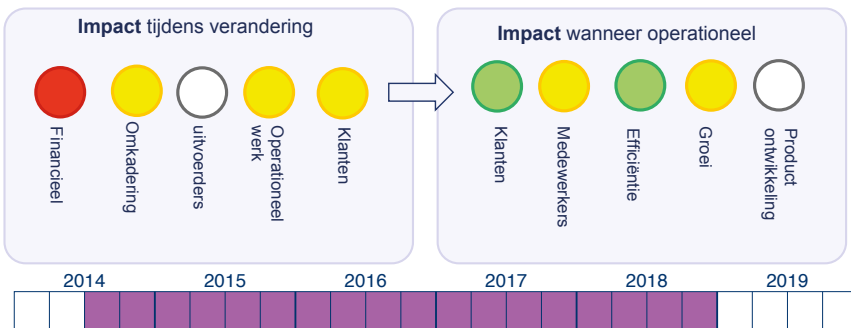 Impact tijdens verandering
Financieel
Omkadering
uitvoerders
Operationeel
werk
Klanten
Impact wanneer operationeel
Klanten
Medewerkers
Efficiëntie
Groei
Product
ontwikkeling
2014 2015 2016 2017 2018 2019